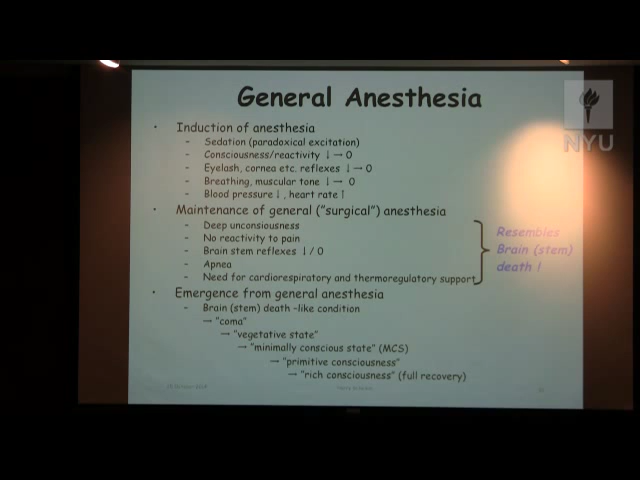 General Anesthesia
NYU
• Induction of anesthesia
- Sedation (paradoxical excitation)
- Consciousness/reactivity ↓ → 0
- Eyelash, cornea etc. reflexes ↓ → 0
- Breathing, muscular tone ↓ → 0
- Blood pressure ↓ , heart rate ↑
• Maintenance of general ("surgical") anesthesia
- Deep unconsiousness
- No reactivity to pain
- Brain stem reflexes ↓ / 0
- Apnea
- Need for cardiorespiratory and thermoregulatory support
Resembles
Brain (stem)
death !
• Emergence from general anesthesia
- Brain (stem) death -like condition
→ "coma"
→ "vegetative state"
→ "minimally conscious state" (MCS)
→ "primitive consciousness"
→ "rich consciousness" (full recovery)